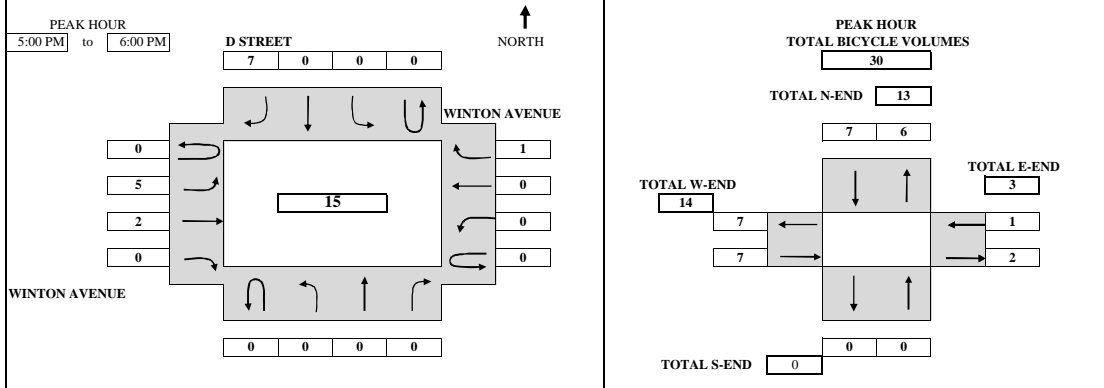 PEAK HOUR
5:00 PM to 6:00 PM
NORTH
D STREET
7 0 0 0
WINTON AVENUE
0 1
5 0
15
2 0
0 0
WINTON AVENUE
0 0 0 0
PEAK HOUR
TOTAL BICYCLE VOLUMES
30
TOTAL N-END 13
7 6
TOTAL E-END
3
TOTAL W-END
14
7 1
7 2
0 0
TOTAL S-END 0